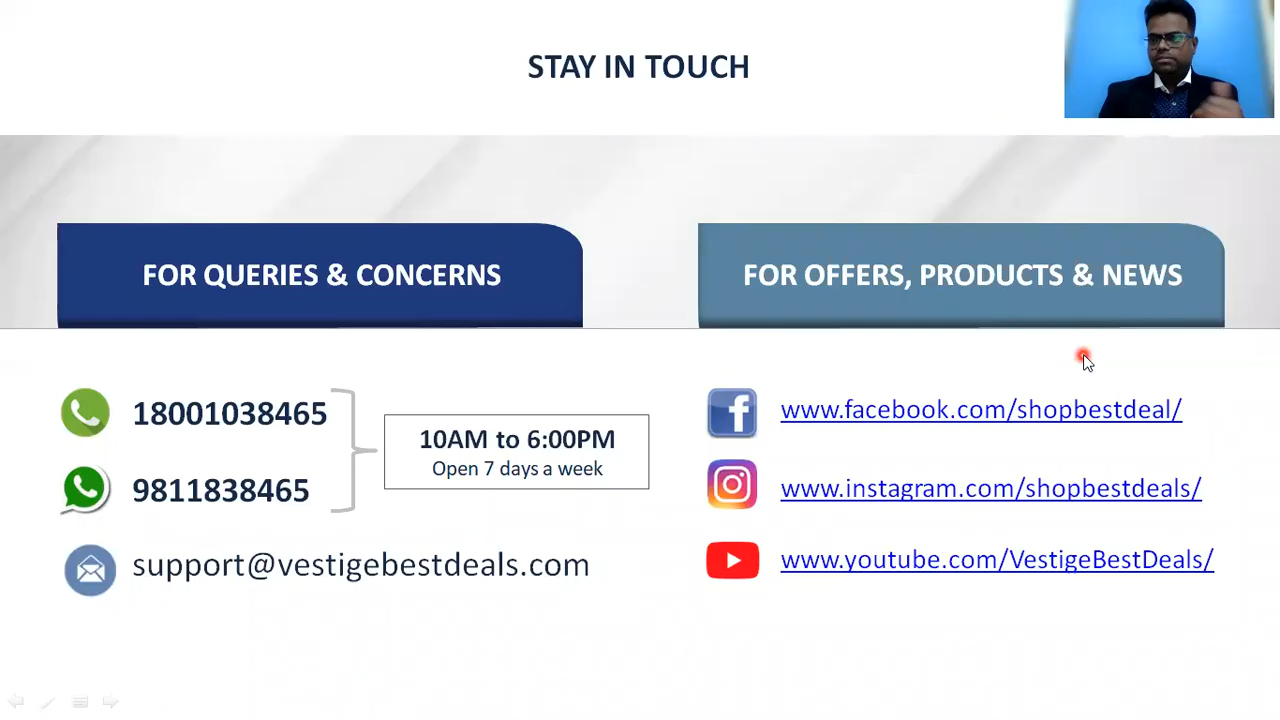 STAY IN TOUCH
FOR QUERIES & CONCERNS
18001038465
9811838465
10AM to 6:00PM
Open 7 days a week
support@vestigebestdeals.com
FOR OFFERS, PRODUCTS & NEWS
www.facebook.com/shopbestdeal/
www.instagram.com/shopbestdeals/
www.youtube.com/VestigeBestDeals/